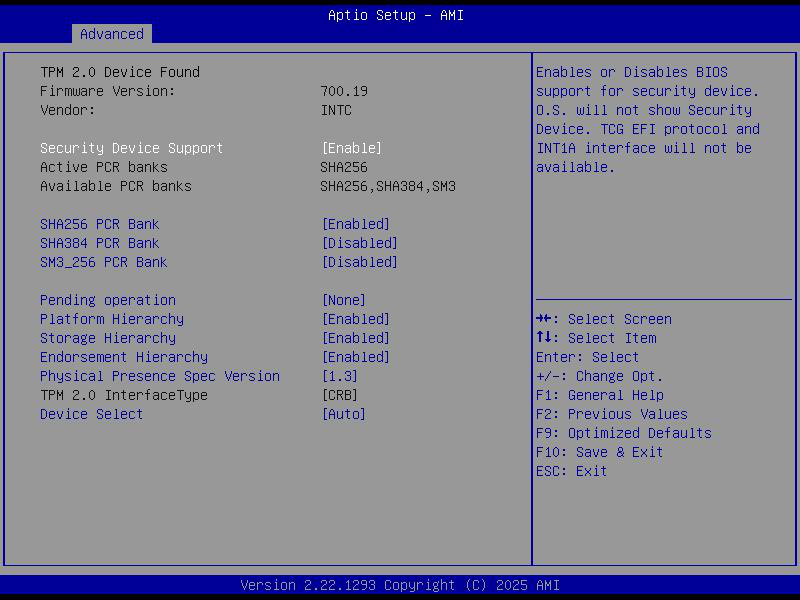 Aptio Setup – AMI
Advanced
TPM 2.0 Device Found
Firmware Version: 700.19
Vendor: INTC
Security Device Support [Enable]
Active PCR banks SHA256
Available PCR banks SHA256,SHA384,SM3
SHA256 PCR Bank [Enabled]
SHA384 PCR Bank [Disabled]
SM3_256 PCR Bank [Disabled]
Pending operation [None]
Platform Hierarchy [Enabled]
Storage Hierarchy [Enabled]
Endorsement Hierarchy [Enabled]
Physical Presence Spec Version [1.3]
TPM 2.0 InterfaceType [CRB]
Device Select [Auto]
Enables or Disables BIOS
support for security device.
O.S. will not show Security
Device. TCG EFI protocol and
INT1A interface will not be
available.
→←: Select Screen
↑↓: Select Item
Enter: Select
+/–: Change Opt.
F1: General Help
F2: Previous Values
F9: Optimized Defaults
F10: Save & Exit
ESC: Exit
Version 2.22.1293 Copyright (C) 2025 AMI